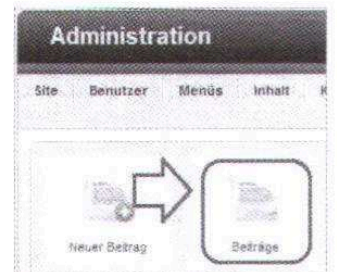 Administration
Site Benutzer Menüs Inhalt K
Neuer Beitrag Beiträge